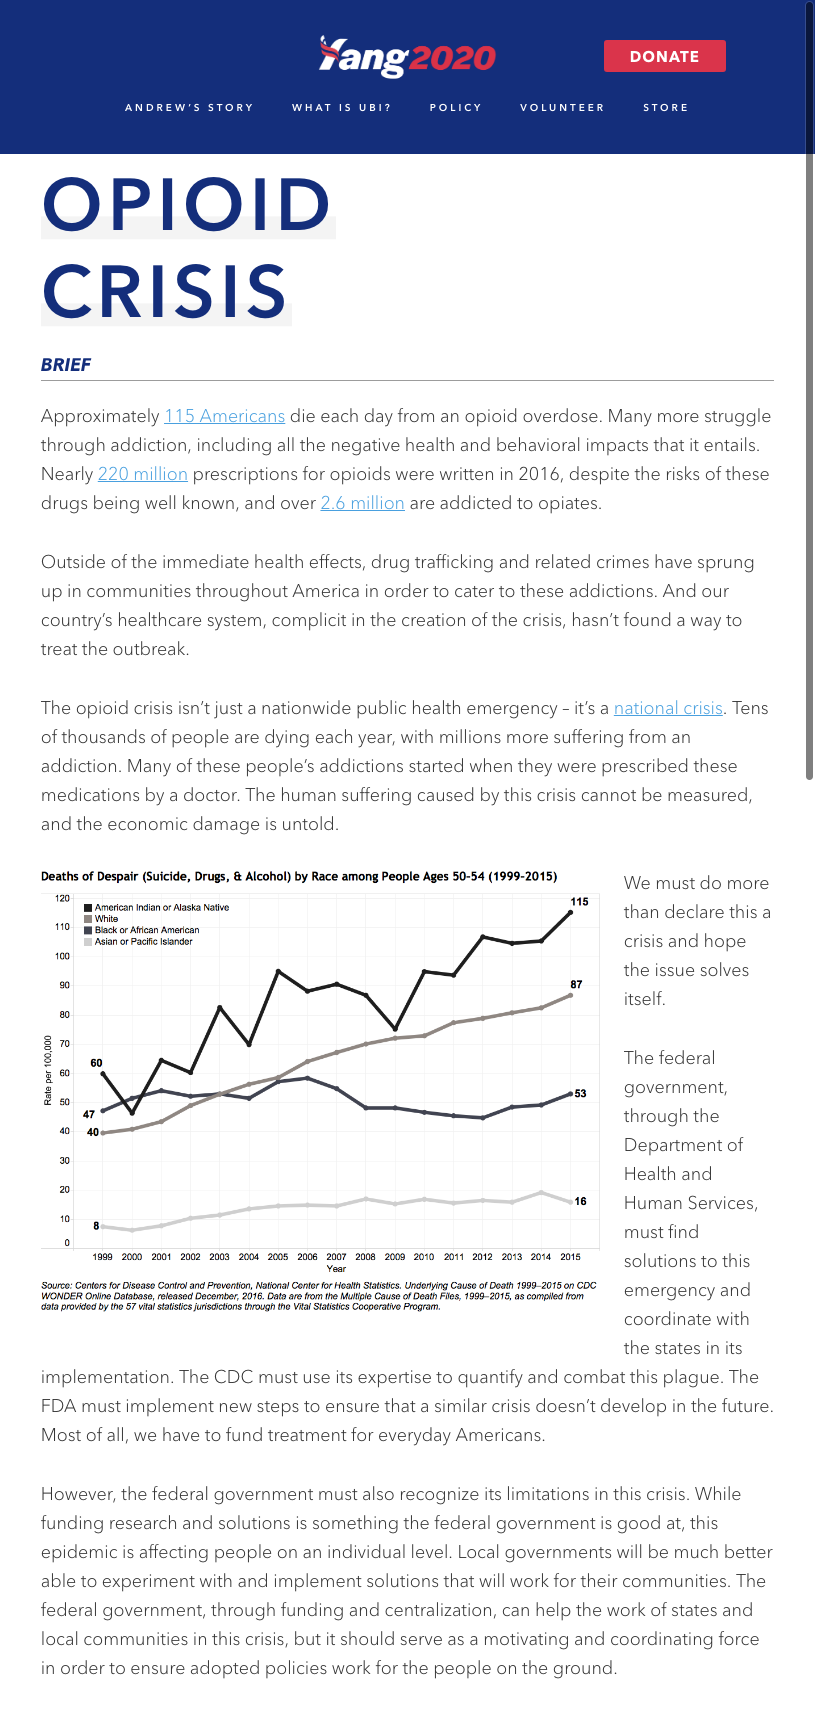 Yang2020
DONATE
ANDREW'S STORY WHAT IS UBI? POLICY VOLUNTEER STORE
OPIOID
CRISIS
BRIEF
Approximately 115 Americans die each day from an opioid overdose. Many more struggle
through addiction, including all the negative health and behavioral impacts that it entails.
Nearly 220 million prescriptions for opioids were written in 2016, despite the risks of these
drugs being well known, and over 2.6 million are addicted to opiates.
Outside of the immediate health effects, drug trafficking and related crimes have sprung
up in communities throughout America in order to cater to these addictions. And our
country's healthcare system, complicit in the creation of the crisis, hasn't found a way to
treat the outbreak.
The opioid crisis isn't just a nationwide public health emergency – it's a national crisis. Tens
of thousands of people are dying each year, with millions more suffering from an
addiction. Many of these people's addictions started when they were prescribed these
medications by a doctor. The human suffering caused by this crisis cannot be measured,
and the economic damage is untold.
Deaths of Despair (Suicide, Drugs, & Alcohol) by Race among People Ages 50-54 (1999-2015)
American Indian or Alaska Native
White
Black or African American
Asian or Pacific Islander
Rate per 100,000
120
110
100
90
80
70
60
50
40
30
20
10
0
60
47
40
8
115
87
53
16
1999 2000 2001 2002 2003 2004 2005 2006 2007 2008 2009 2010 2011 2012 2013 2014 2015
Year
Source: Centers for Disease Control and Prevention, National Center for Health Statistics. Underlying Cause of Death 1999–2015 on CDC
WONDER Online Database, released December, 2016. Data are from the Multiple Cause of Death Files, 1999–2015, as compiled from
data provided by the 57 vital statistics jurisdictions through the Vital Statistics Cooperative Program.
We must do more
than declare this a
crisis and hope
the issue solves
itself.
The federal
government,
through the
Department of
Health and
Human Services,
must find
solutions to this
emergency and
coordinate with
the states in its
implementation. The CDC must use its expertise to quantify and combat this plague. The
FDA must implement new steps to ensure that a similar crisis doesn't develop in the future.
Most of all, we have to fund treatment for everyday Americans.
However, the federal government must also recognize its limitations in this crisis. While
funding research and solutions is something the federal government is good at, this
epidemic is affecting people on an individual level. Local governments will be much better
able to experiment with and implement solutions that will work for their communities. The
federal government, through funding and centralization, can help the work of states and
local communities in this crisis, but it should serve as a motivating and coordinating force
in order to ensure adopted policies work for the people on the ground.